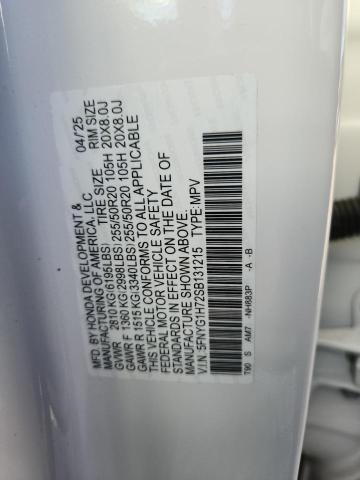 MFD BY HONDA DEVELOPMENT & 04/25
MANUFACTURING OF AMERICA, LLC
TIRE SIZE RIM SIZE
GVWR 2810 KG(6195LBS)
GAWR F 1360 KG(2998LBS) 255/50R20 105H 20X8.0J
GAWR R 1515 KG(3340LBS) 255/50R20 105H 20X8.0J
THIS VEHICLE CONFORMS TO ALL APPLICABLE
FEDERAL MOTOR VEHICLE SAFETY
STANDARDS IN EFFECT ON THE DATE OF
MANUFACTURE SHOWN ABOVE.
V.I.N. 5FNYG1H72SB131215 TYPE: MPV
T90 S AM7 -NH883P A -B